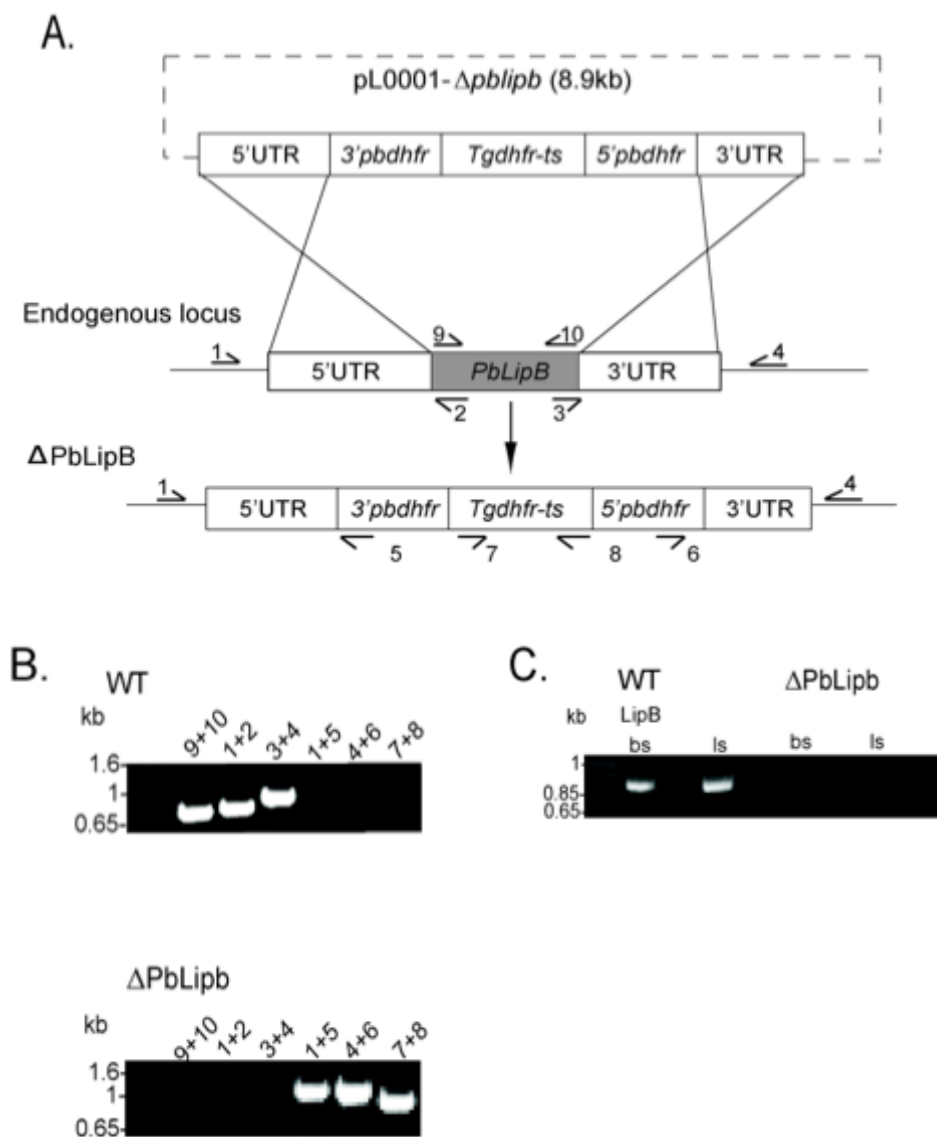 A.
pL0001-Δpblipb (8.9kb)
5'UTR 3'pbdhfr Tgdhfr-ts 5'pbdhfr 3'UTR
Endogenous locus
1 9 10 4
5'UTR PbLipB 3'UTR
2 3
ΔPbLipB
1 4
5'UTR 3'pbdhfr Tgdhfr-ts 5'pbdhfr 3'UTR
5 7 8 6
B.
WT
kb 9+10 1+2 3+4 1+5 4+6 7+8
1.6
1
0.65
ΔPbLipb
kb 9+10 1+2 3+4 1+5 4+6 7+8
1.6
1
0.65
C.
WT ΔPbLipb
kb LipB
bs ls bs ls
1
0.85
0.65